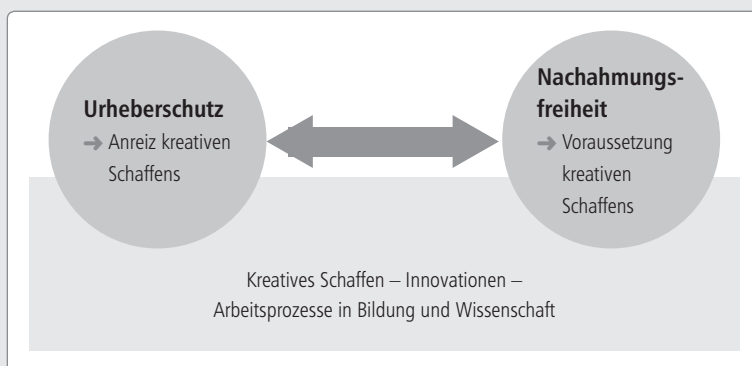 Urheberschutz
➔ Anreiz kreativen
Schaffens
Nachahmungs-
freiheit
➔ Voraussetzung
kreativen
Schaffens
Kreatives Schaffen – Innovationen –
Arbeitsprozesse in Bildung und Wissenschaft